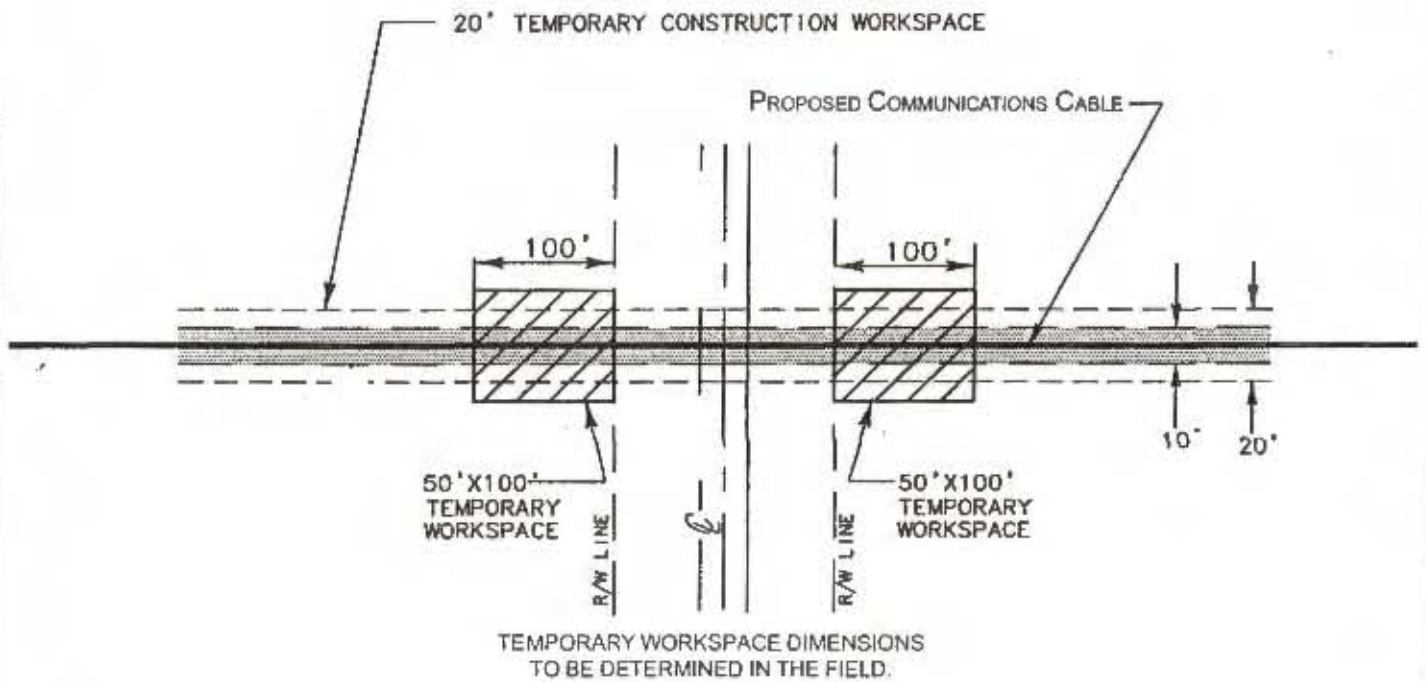 20' TEMPORARY CONSTRUCTION WORKSPACE
PROPOSED COMMUNICATIONS CABLE
100'
100'
10'
20'
50'X100'
TEMPORARY
WORKSPACE
50'X100'
TEMPORARY
WORKSPACE
R/W LINE
℄
R/W LINE
TEMPORARY WORKSPACE DIMENSIONS
TO BE DETERMINED IN THE FIELD.